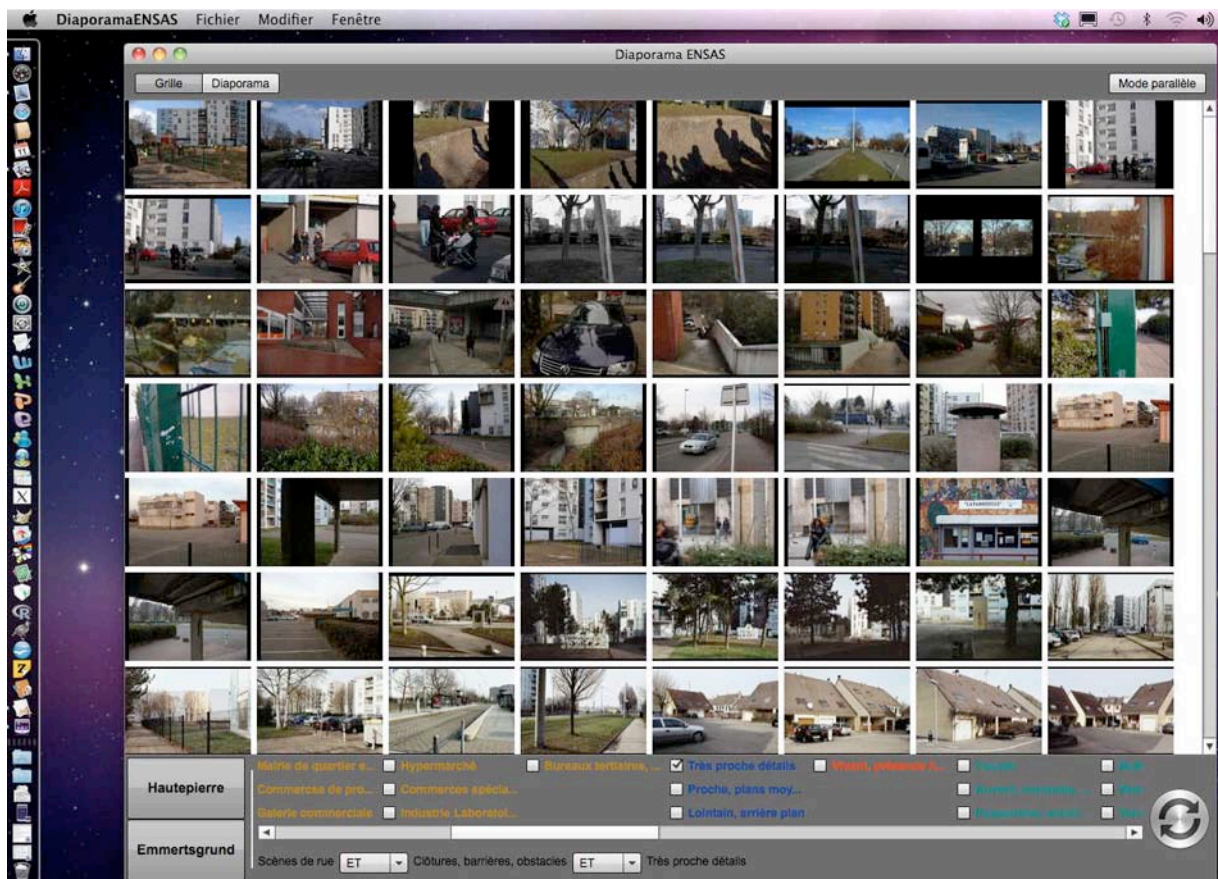 DiaporamaENSAS Fichier Modifier Fenêtre
Diaporama ENSAS
Grille Diaporama Mode parallèle
Hautepierre
Emmertsgrund
Mairie de quartier e... Hypermarché Bureaux tertiaires, ... Très proche détails
Commerces de pro... Commerces spécia... Proche, plans moy...
Galerie commerciale Industrie Laboratoi... Lointain, arrière plan
Scènes de rue ET Clôtures, barrières, obstacles ET Très proche détails